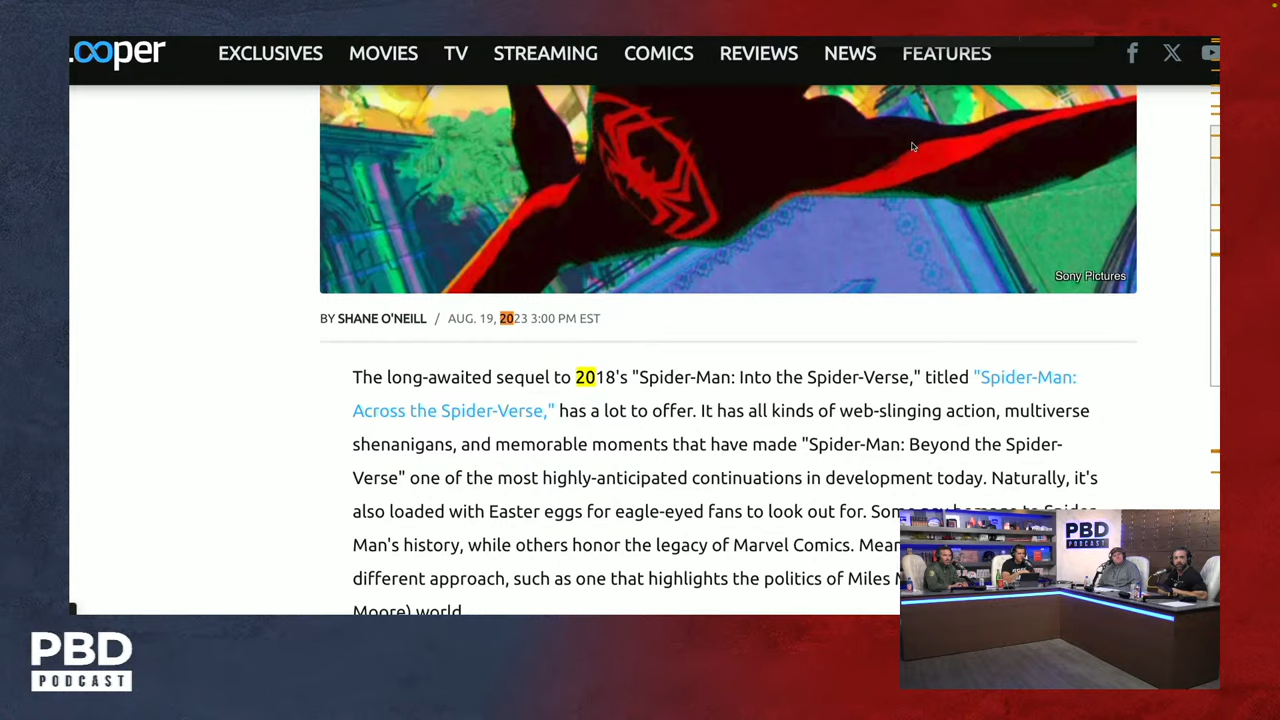 .ooper
EXCLUSIVES MOVIES TV STREAMING COMICS REVIEWS NEWS FEATURES
Sony Pictures
BY SHANE O'NEILL / AUG. 19, 2023 3:00 PM EST
The long-awaited sequel to 2018's "Spider-Man: Into the Spider-Verse," titled "Spider-Man:
Across the Spider-Verse," has a lot to offer. It has all kinds of web-slinging action, multiverse
shenanigans, and memorable moments that have made "Spider-Man: Beyond the Spider-
Verse" one of the most highly-anticipated continuations in development today. Naturally, it's
also loaded with Easter eggs for eagle-eyed fans to look out for.
Man's history, while others honor the legacy of Marvel Comics.
different approach, such as one that highlights the politics of Miles
Moore) world
PBD
PODCAST
PBD
PODCAST